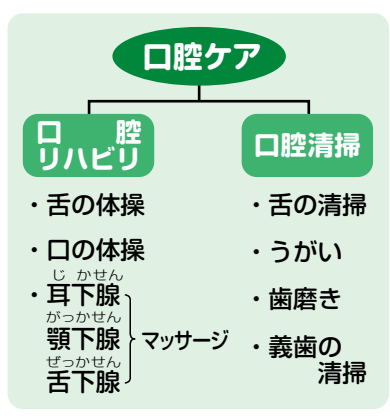 口腔ケア
口 腔
リハビリ
・舌の体操
・口の体操
じかせん
・耳下腺
がっかせん
顎下腺
ぜっかせん
舌下腺
マッサージ
口腔清掃
・舌の清掃
・うがい
・歯磨き
・義歯の
清掃